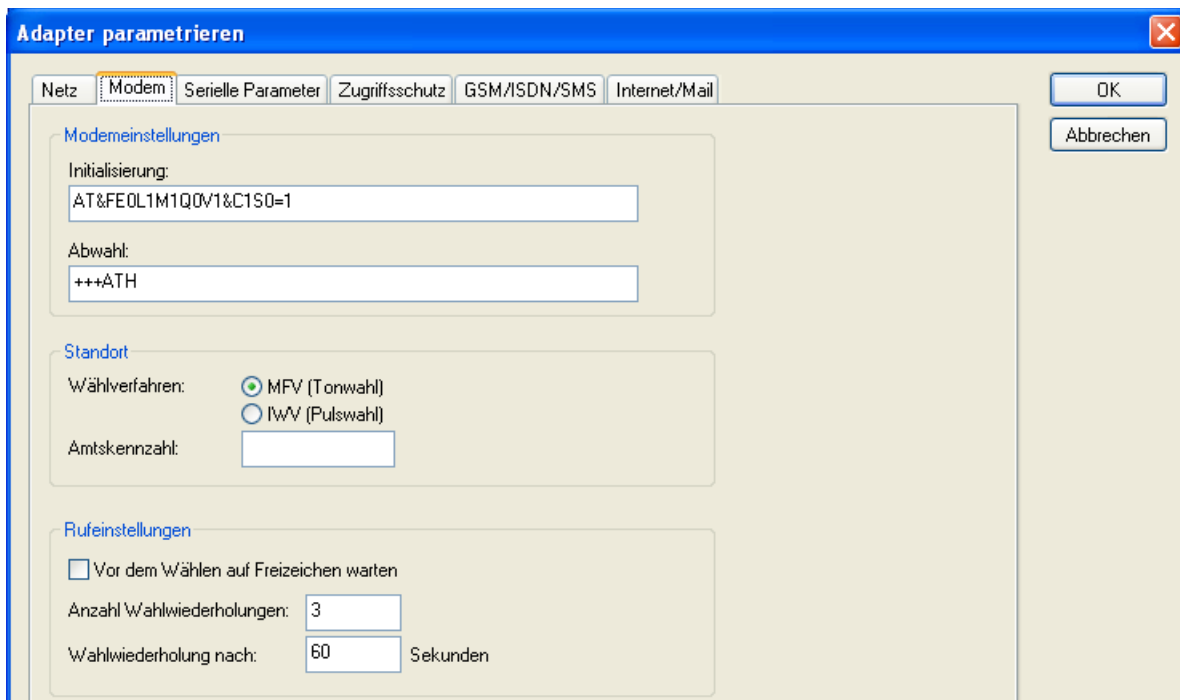 Adapter parametrieren
Netz Modem Serielle Parameter Zugriffsschutz GSM/ISDN/SMS Internet/Mail
OK
Abbrechen
Modemeinstellungen
Initialisierung:
AT&FE0L1M1Q0V1&C1S0=1
Abwahl:
+++ATH
Standort
Wählverfahren: MFV (Tonwahl)
IWV (Pulswahl)
Amtskennzahl:
Rufeinstellungen
Vor dem Wählen auf Freizeichen warten
Anzahl Wahlwiederholungen: 3
Wahlwiederholung nach: 60 Sekunden